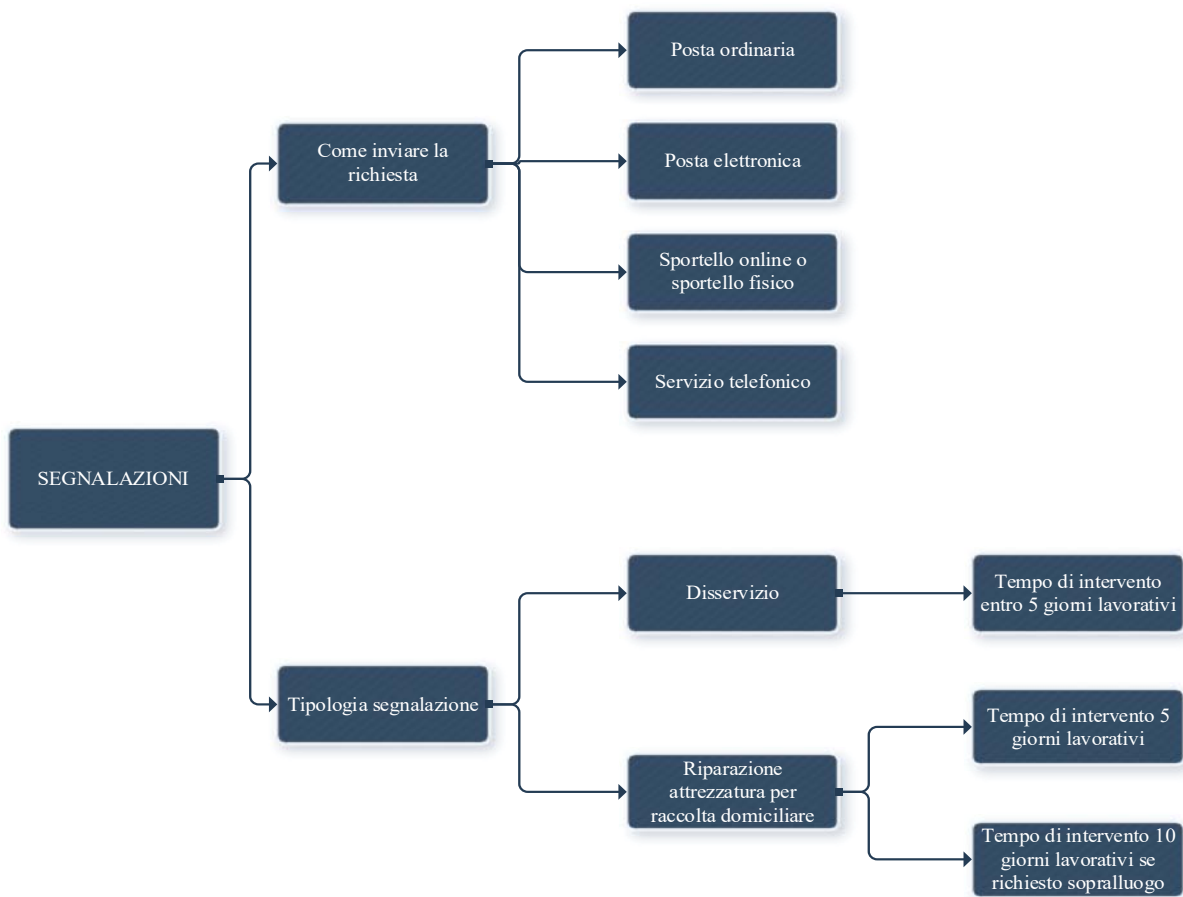 SEGNALAZIONI
Come inviare la
richiesta
Posta ordinaria
Posta elettronica
Sportello online o
sportello fisico
Servizio telefonico
Tipologia segnalazione
Disservizio
Tempo di intervento
entro 5 giorni lavorativi
Riparazione
attrezzatura per
raccolta domiciliare
Tempo di intervento 5
giorni lavorativi
Tempo di intervento 10
giorni lavorativi se
richiesto sopralluogo